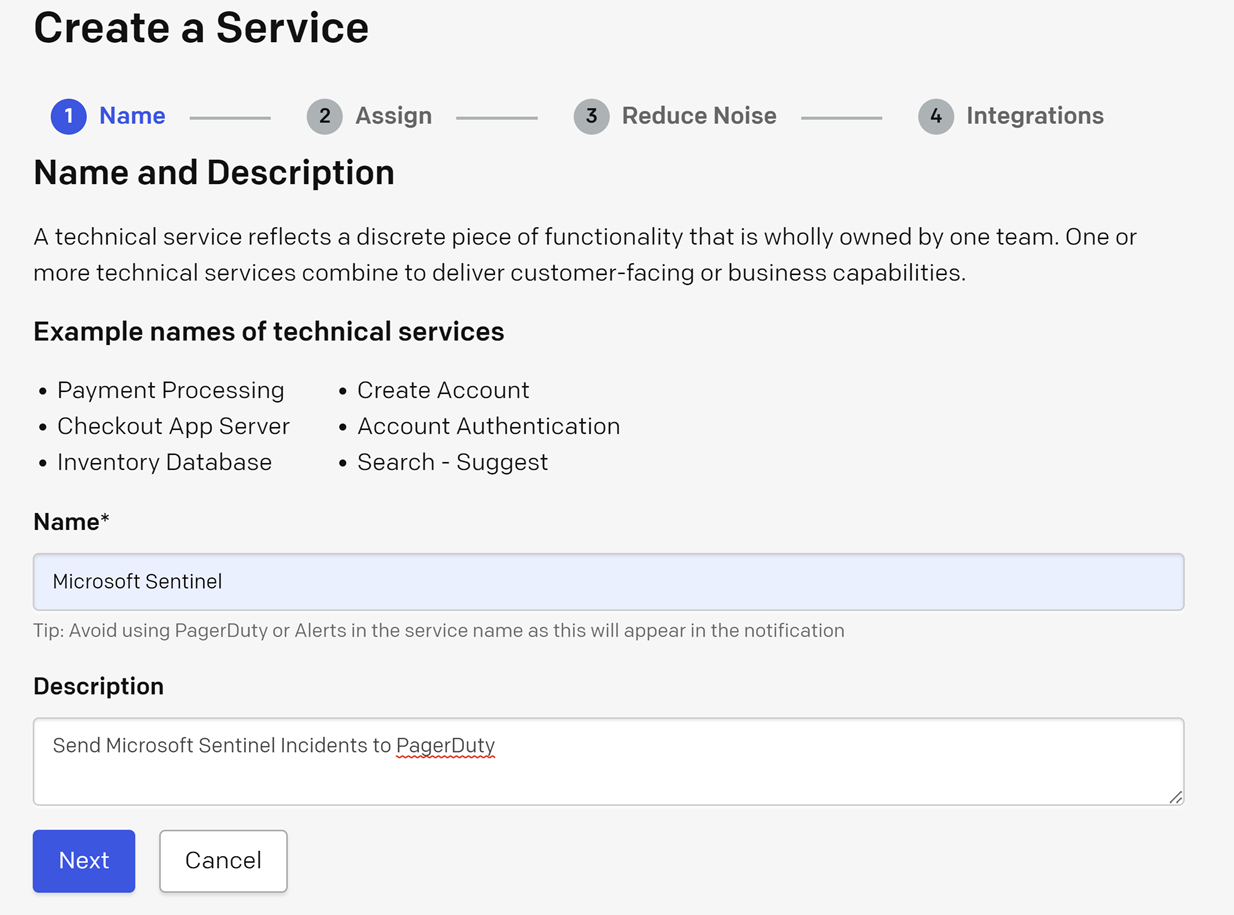 Create a Service
1 Name 2 Assign 3 Reduce Noise 4 Integrations
Name and Description
A technical service reflects a discrete piece of functionality that is wholly owned by one team. One or
more technical services combine to deliver customer-facing or business capabilities.
Example names of technical services
• Payment Processing • Create Account
• Checkout App Server • Account Authentication
• Inventory Database • Search - Suggest
Name*
Microsoft Sentinel
Tip: Avoid using PagerDuty or Alerts in the service name as this will appear in the notification
Description
Send Microsoft Sentinel Incidents to PagerDuty
Next Cancel